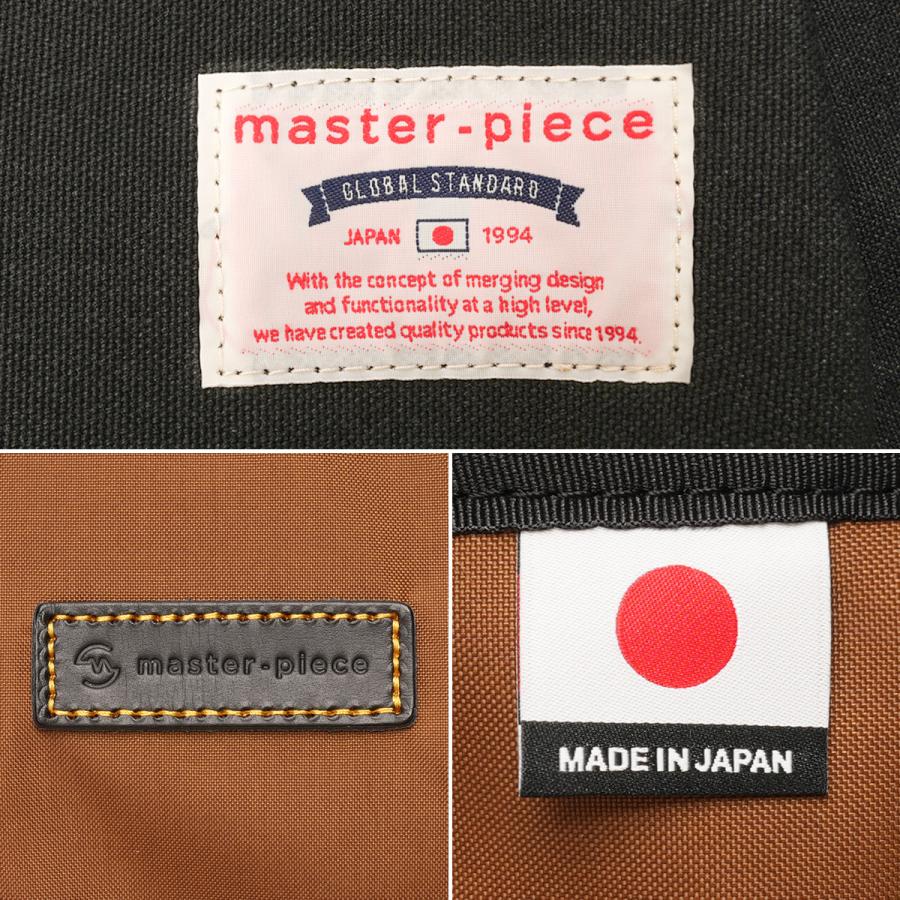 master-piece
GLOBAL STANDARD
JAPAN 1994
With the concept of merging design
and functionality at a high level,
we have created quality products since 1994.
master-piece
MADE IN JAPAN